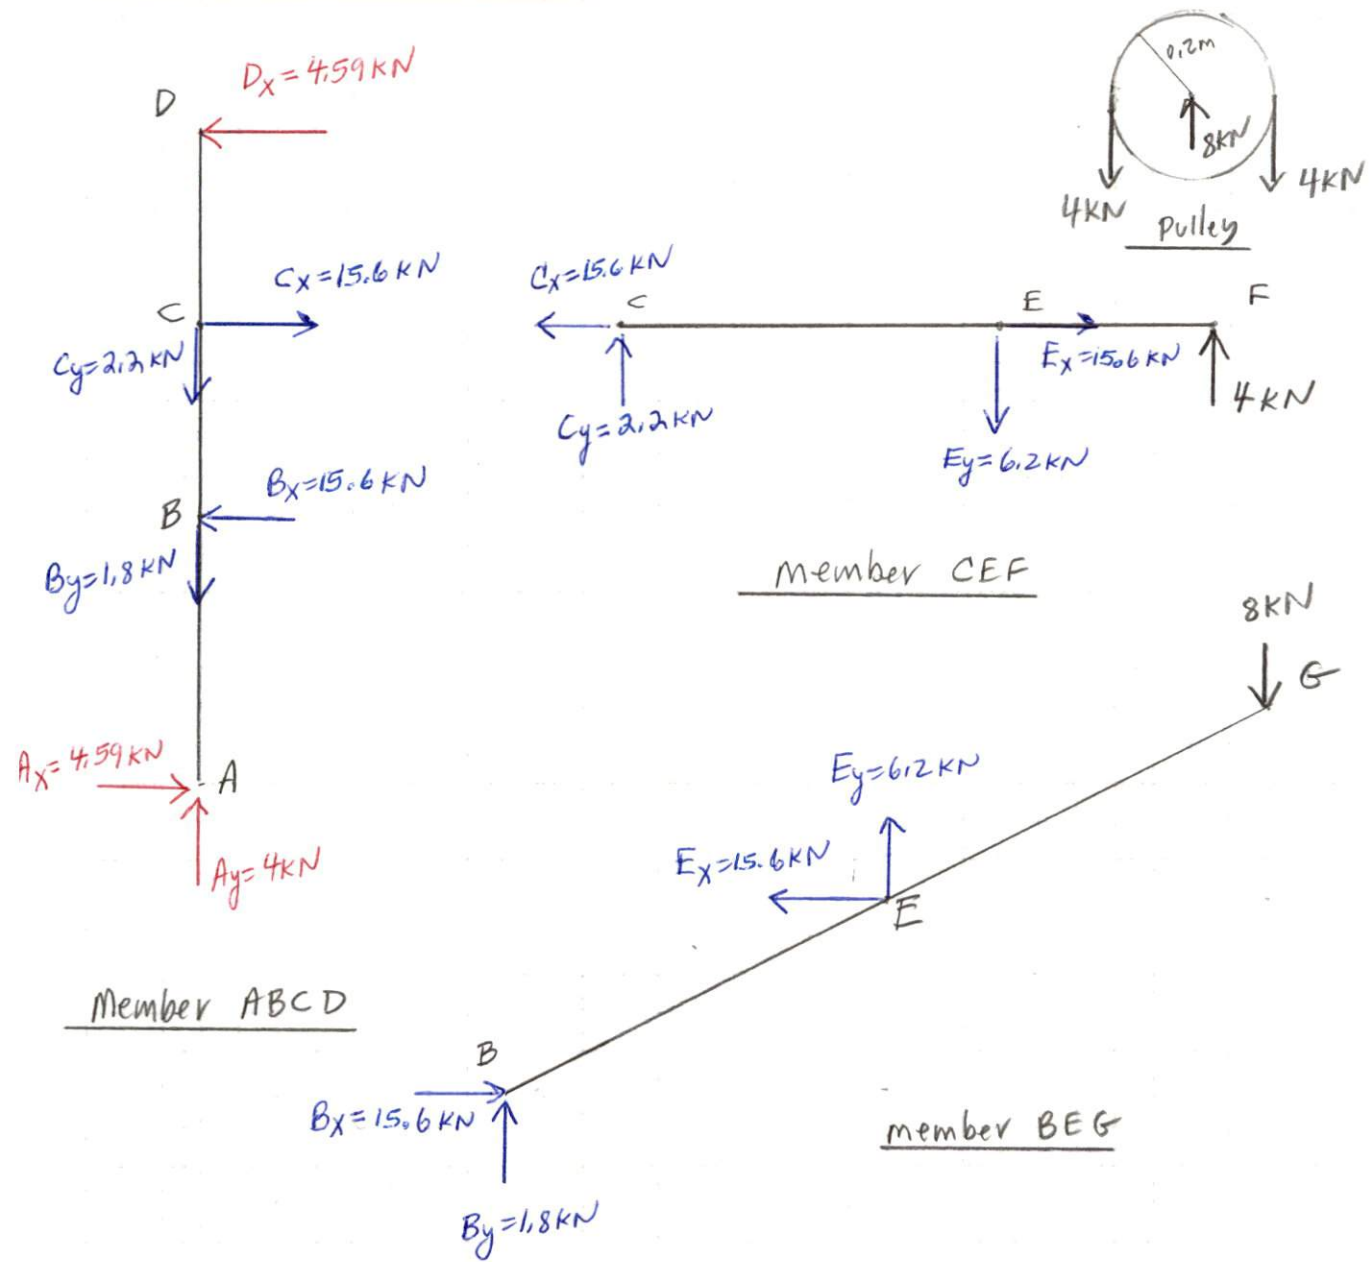 D
Dx = 4.59 KN
Cx = 15.6 KN
C
Cy = 2.2 KN
Bx = 15.6 KN
B
By = 1.8 KN
Ax = 4.59 KN
A
Ay = 4 KN
Member ABCD
0.2m
8KN
4KN
4KN
Pulley
Cx = 15.6 KN
C
E
F
Ex = 15.6 KN
Cy = 2.2 KN
4KN
Ey = 6.2 KN
member CEF
8KN
G
Ey = 6.2 KN
Ex = 15.6 KN
E
B
Bx = 15.6 KN
By = 1.8 KN
member BEG